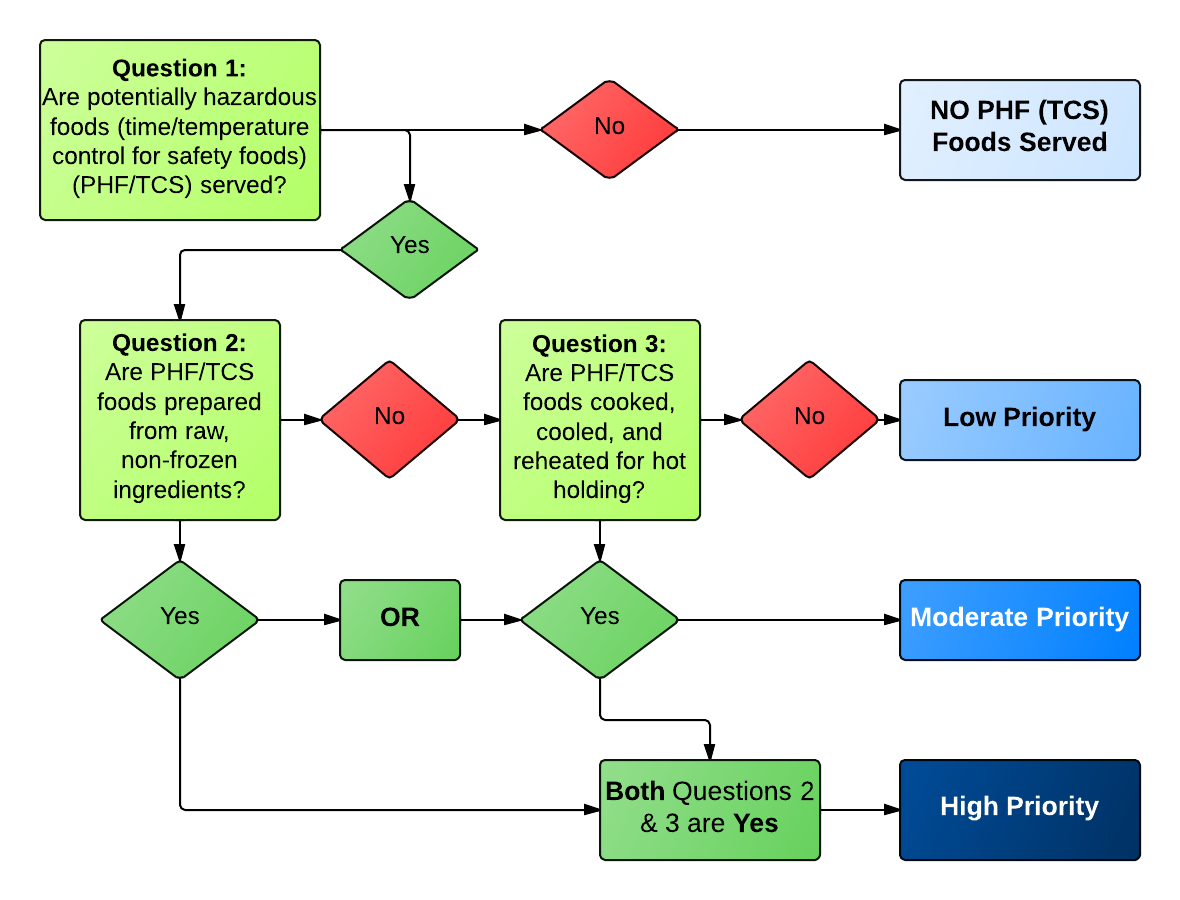 Question 1:
Are potentially hazardous
foods (time/temperature
control for safety foods)
(PHF/TCS) served?
No
NO PHF (TCS)
Foods Served
Yes
Question 2:
Are PHF/TCS
foods prepared
from raw,
non-frozen
ingredients?
No
Question 3:
Are PHF/TCS
foods cooked,
cooled, and
reheated for hot
holding?
No
Low Priority
Yes
OR
Yes
Moderate Priority
Both Questions 2
& 3 are Yes
High Priority